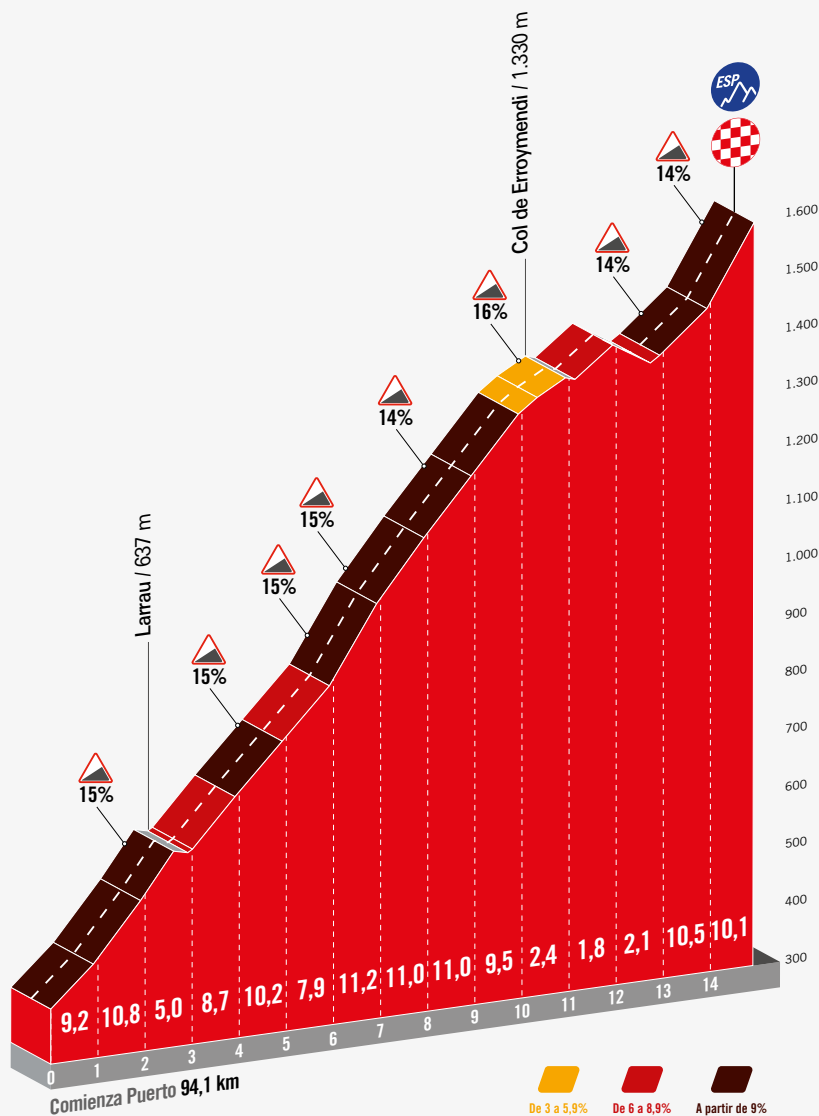 Col de Erroymendi / 1.330 m
ESP
14%
1.600
14%
1.500
16%
1.400
14%
1.300
1.200
15%
1.100
Larrau / 637 m
15%
1.000
15%
900
800
15%
700
600
500
400
300
9,2 10,8 5,0 8,7 10,2 7,9 11,2 11,0 11,0 9,5 2,4 1,8 2,1 10,5 10,1
0 1 2 3 4 5 6 7 8 9 10 11 12 13 14
Comienza Puerto 94,1 km
De 3 a 5,9%
De 6 a 8,9%
A partir de 9%